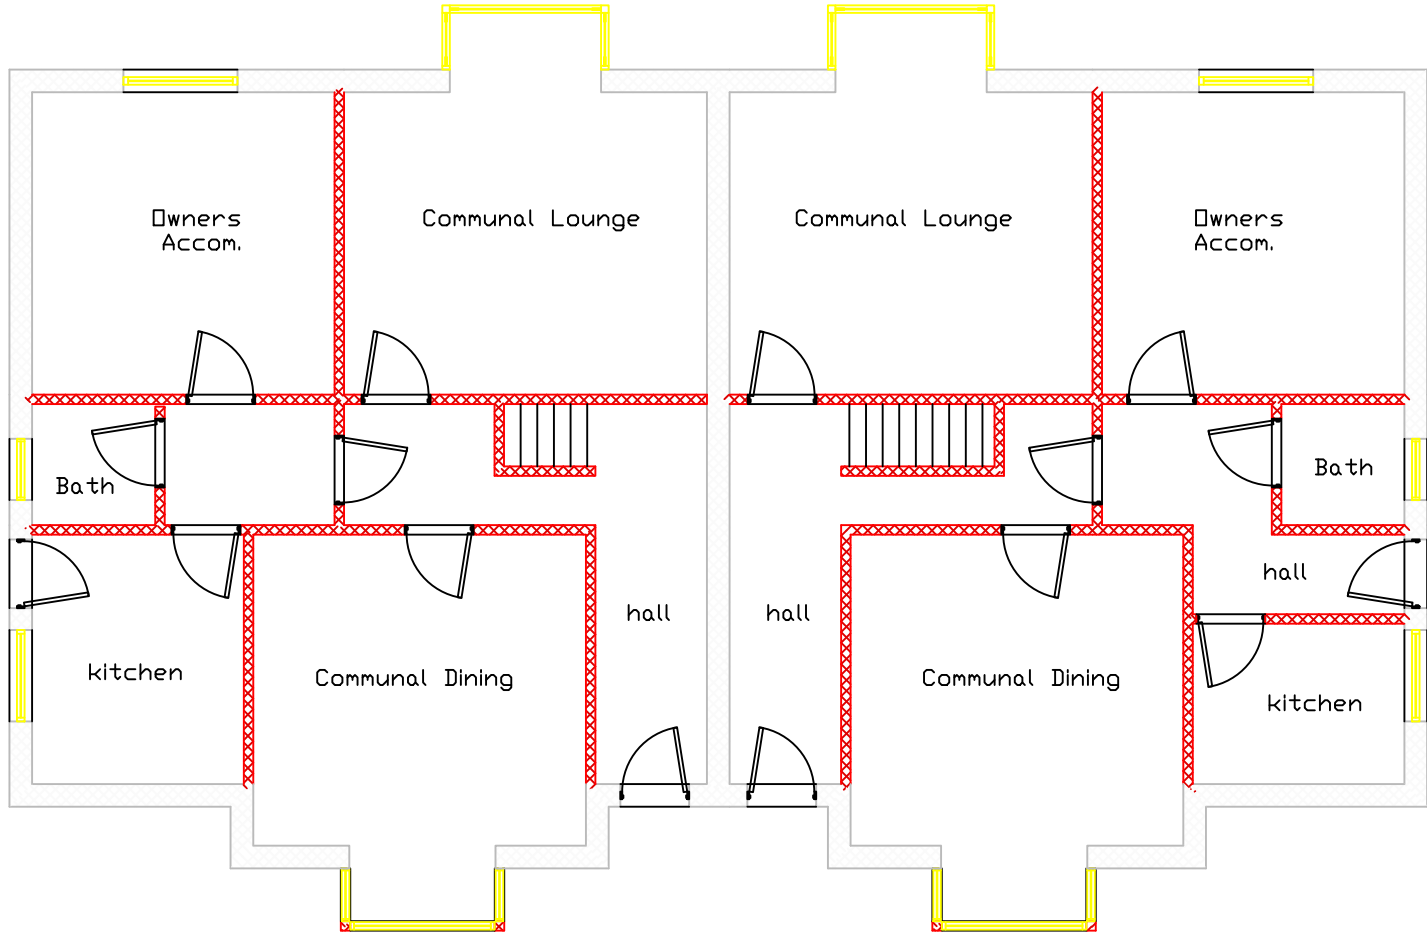 Owners
Accom.
Communal Lounge
Communal Lounge
Owners
Accom.
Bath
Bath
hall
hall
hall
kitchen
Communal Dining
Communal Dining
kitchen